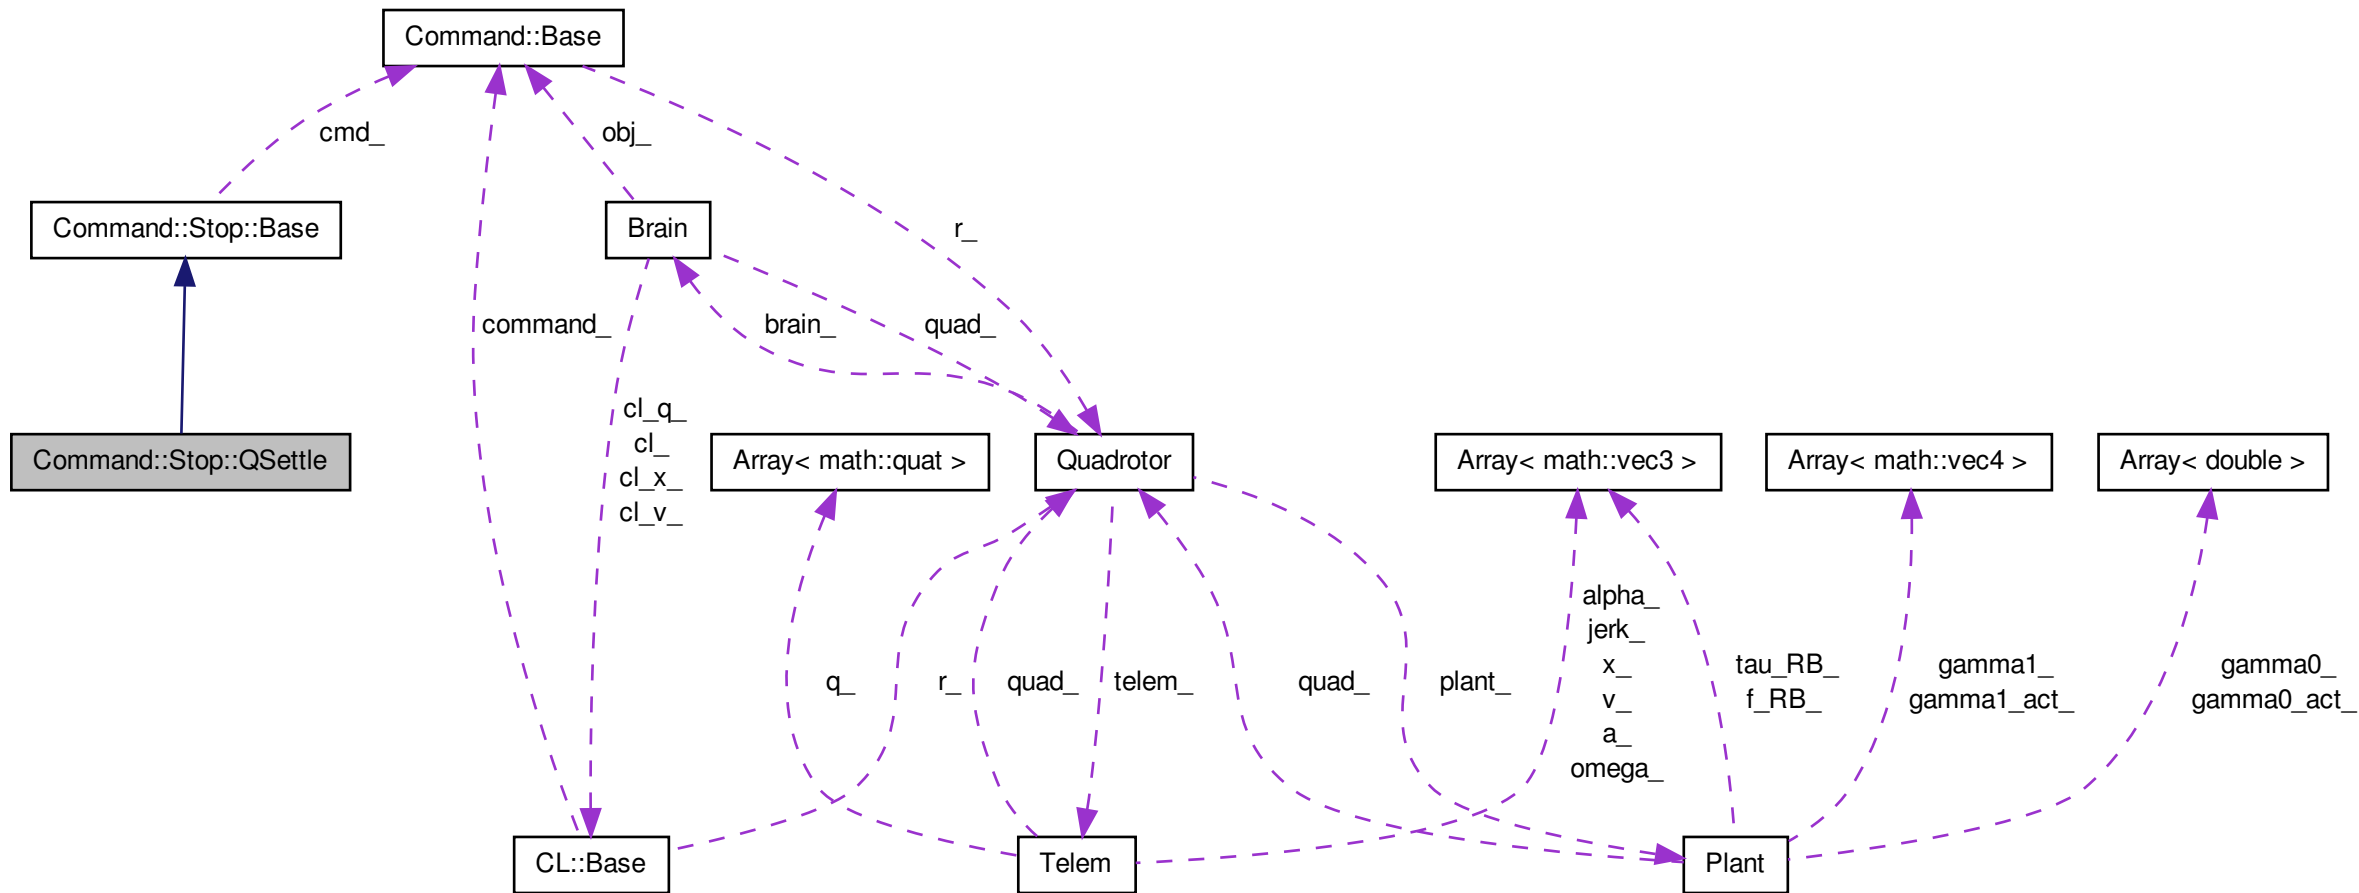 Command::Base
cmd_
obj_
Command::Stop::Base
Brain
r_
command_
brain_
quad_
cl_q_
cl_
cl_x_
cl_v_
Command::Stop::QSettle
Array< math::quat >
Quadrotor
Array< math::vec3 >
Array< math::vec4 >
Array< double >
q_
r_
quad_
telem_
quad_
plant_
alpha_
jerk_
x_
v_
a_
omega_
tau_RB_
f_RB_
gamma1_
gamma1_act_
gamma0_
gamma0_act_
CL::Base
Telem
Plant